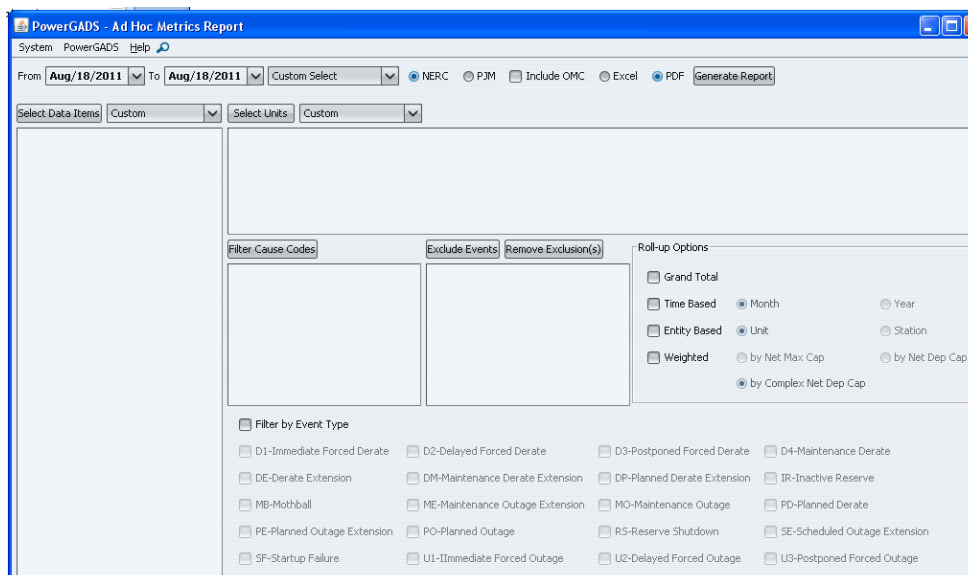 PowerGADS - Ad Hoc Metrics Report
System PowerGADS Help
From Aug/18/2011 To Aug/18/2011 Custom Select NERC PJM Include OMC Excel PDF Generate Report
Select Data Items Custom Select Units Custom
Filter Cause Codes Exclude Events Remove Exclusion(s) Roll-up Options
Grand Total
Time Based Month Year
Entity Based Unit Station
Weighted by Net Max Cap by Net Dep Cap
by Complex Net Dep Cap
Filter by Event Type
D1-Immediate Forced Derate D2-Delayed Forced Derate D3-Postponed Forced Derate D4-Maintenance Derate
DE-Derate Extension DM-Maintenance Derate Extension DP-Planned Derate Extension IR-Inactive Reserve
MB-Mothball ME-Maintenance Outage Extension MO-Maintenance Outage PD-Planned Derate
PE-Planned Outage Extension PO-Planned Outage RS-Reserve Shutdown SE-Scheduled Outage Extension
SF-Startup Failure U1-IImmediate Forced Outage U2-Delayed Forced Outage U3-Postponed Forced Outage